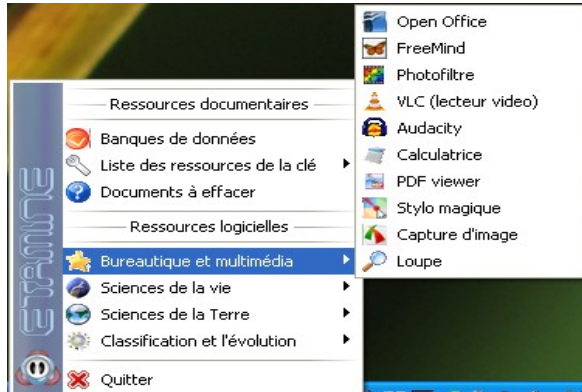 Ressources documentaires
Banques de données
Liste des ressources de la clé
Documents à effacer
Ressources logicielles
Bureautique et multimédia
Sciences de la vie
Sciences de la Terre
Classification et l'évolution
Quitter
Open Office
FreeMind
Photofiltre
VLC (lecteur video)
Audacity
Calculatrice
PDF viewer
Stylo magique
Capture d'image
Loupe